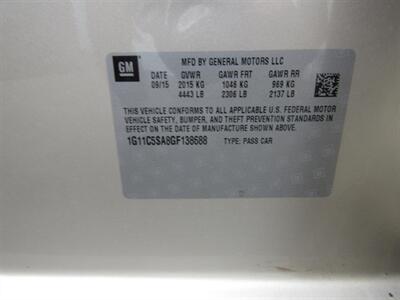 GM
MFD BY GENERAL MOTORS LLC
DATE GVWR GAWR FRT GAWR RR
09/15 2015 KG 1046 KG 969 KG
4443 LB 2306 LB 2137 LB
THIS VEHICLE CONFORMS TO ALL APPLICABLE U.S. FEDERAL MOTOR
VEHICLE SAFETY, BUMPER, AND THEFT PREVENTION STANDARDS IN
EFFECT ON THE DATE OF MANUFACTURE SHOWN ABOVE.
1G11C5SA8GF138688 TYPE: PASS CAR